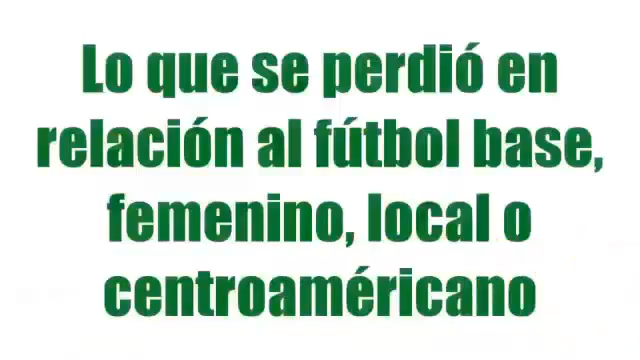 Lo que se perdió en
relación al fútbol base,
femenino, local o
centroaméricano